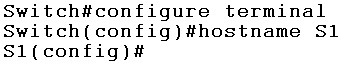 Switch#configure terminal
Switch(config)#hostname S1
S1(config)#